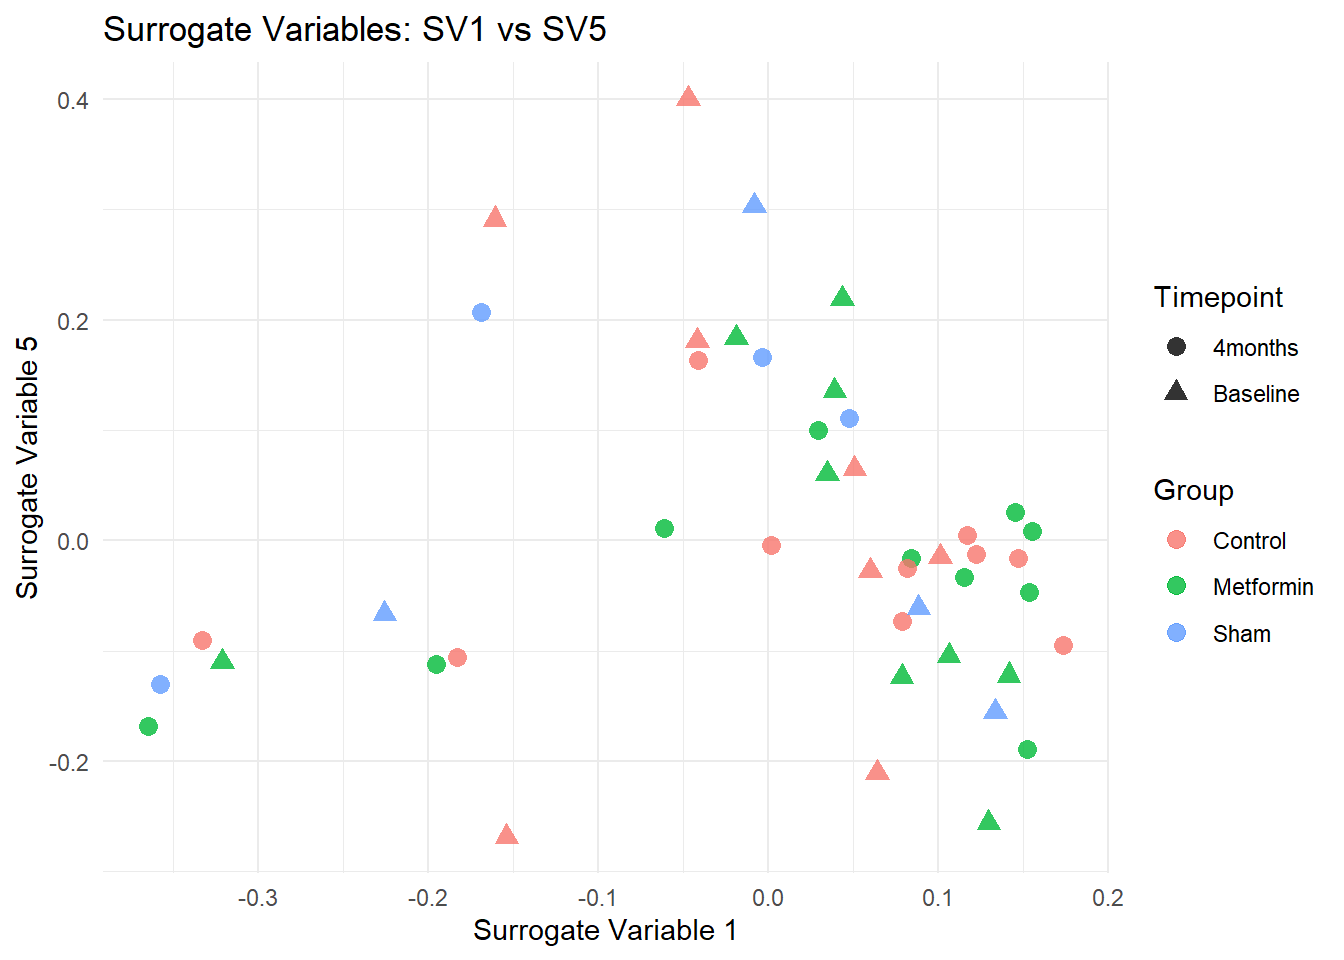 Surrogate Variables: SV1 vs SV5
0.4
0.2
0.0
-0.2
Surrogate Variable 5
-0.3
-0.2
-0.1
0.0
0.1
0.2
Surrogate Variable 1
Timepoint
4months
Baseline
Group
Control
Metformin
Sham